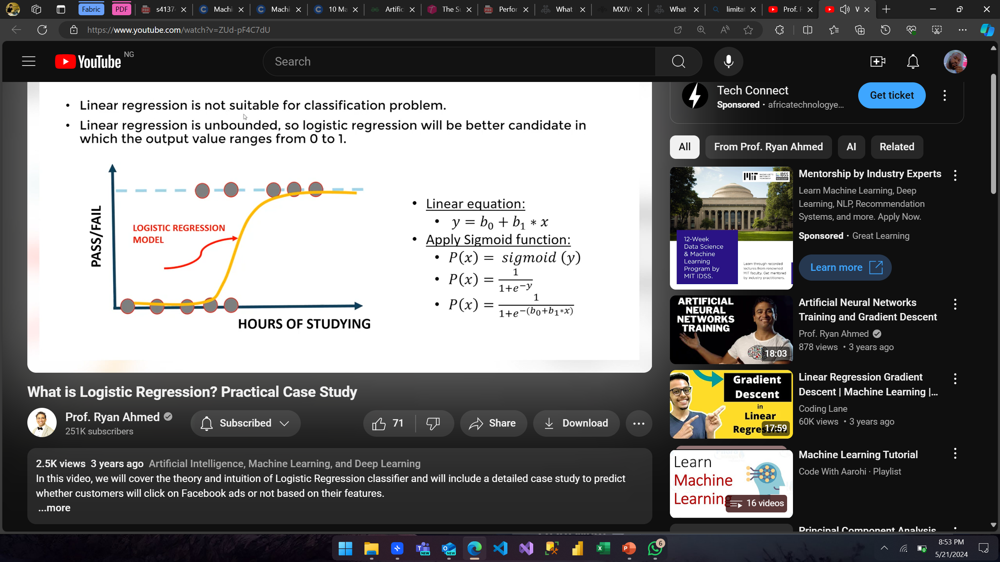 Fabric
PDF
s4137
Machi
Machi
10 Ma
Artific
The Su
Perfor
What
MXJVI
What
limitat
Prof. R
https://www.youtube.com/watch?v=ZUd-pF4C7dU
YouTube NG
Search
• Linear regression is not suitable for classification problem.
• Linear regression is unbounded, so logistic regression will be better candidate in
which the output value ranges from 0 to 1.
PASS/FAIL
LOGISTIC REGRESSION
MODEL
HOURS OF STUDYING
• Linear equation:
• y = b₀ + b₁ ∗ x
• Apply Sigmoid function:
• P(x) = sigmoid (y)
• P(x) = 1/(1+e^−y)
• P(x) = 1/(1+e^−(b₀+b₁∗x))
What is Logistic Regression? Practical Case Study
Prof. Ryan Ahmed
251K subscribers
Subscribed
71
Share
Download
2.5K views 3 years ago Artificial Intelligence, Machine Learning, and Deep Learning
In this video, we will cover the theory and intuition of Logistic Regression classifier and will include a detailed case study to predict
whether customers will click on Facebook ads or not based on their features.
...more
Tech Connect
Sponsored · africatechnologye...
Get ticket
All
From Prof. Ryan Ahmed
AI
Related
MIT
MASSACHUSETTS
INSTITUTE OF
TECHNOLOGY
IDSS
12-Week
Data Science
& Machine
Learning
Program by
MIT IDSS.
Learn through recorded
lectures from renowned
MIT faculty. Get mentored
by industry practitioners.
Mentorship by Industry Experts
Learn Machine Learning, Deep
Learning, NLP, Recommendation
Systems, and more. Apply Now.
Sponsored · Great Learning
Learn more
ARTIFICIAL
NEURAL
NETWORKS
TRAINING
18:03
Artificial Neural Networks
Training and Gradient Descent
Prof. Ryan Ahmed
878 views • 3 years ago
Gradient
Descent
in
Linear
Regression
17:59
Linear Regression Gradient
Descent | Machine Learning |...
Coding Lane
60K views • 3 years ago
Learn
Machine
Learning
16 videos
Machine Learning Tutorial
Code With Aarohi · Playlist
Principal Component Analysis
NEW
NEW
6
8:53 PM
5/21/2024